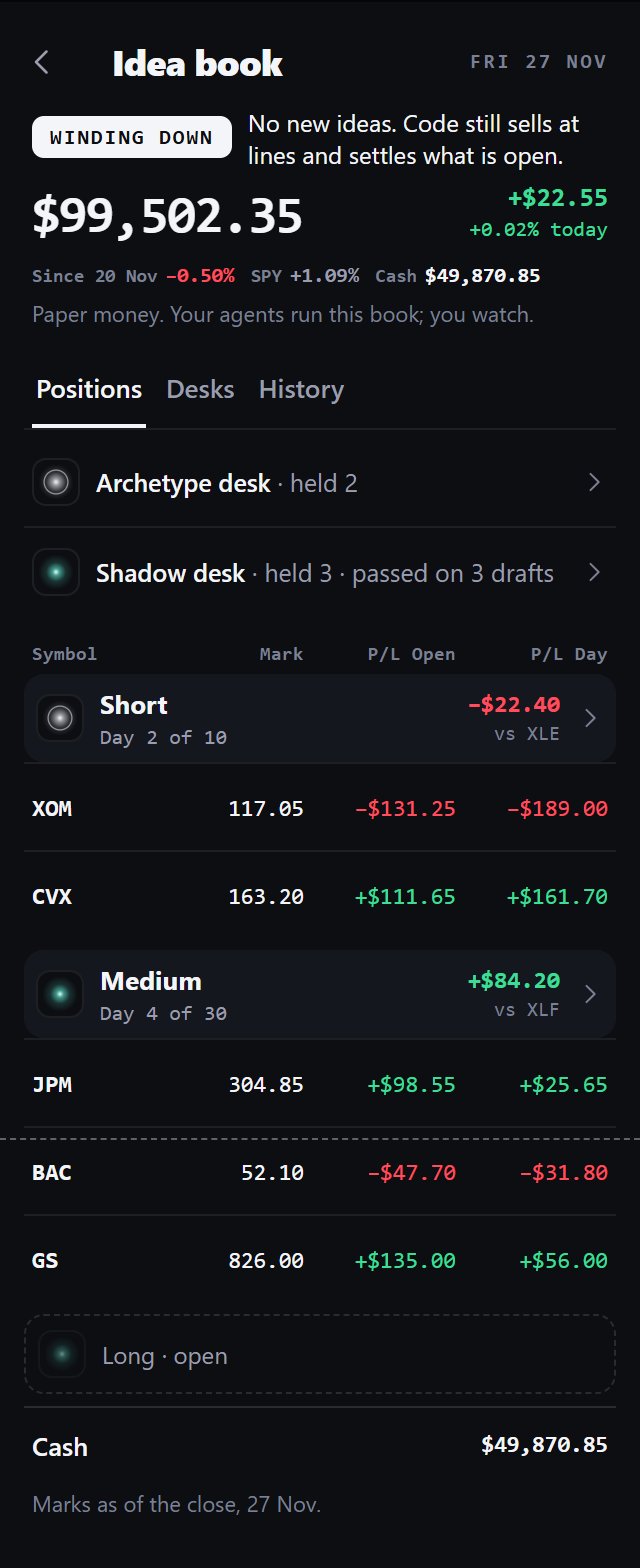 Idea book FRI 27 NOV
WINDING DOWN No new ideas. Code still sells at
lines and settles what is open.
$99,502.35 +$22.55
+0.02% today
Since 20 Nov −0.50% SPY +1.09% Cash $49,870.85
Paper money. Your agents run this book; you watch.
Positions Desks History
Archetype desk · held 2
Shadow desk · held 3 · passed on 3 drafts
Symbol Mark P/L Open P/L Day
Short −$22.40
Day 2 of 10 vs XLE
XOM 117.05 −$131.25 −$189.00
CVX 163.20 +$111.65 +$161.70
Medium +$84.20
Day 4 of 30 vs XLF
JPM 304.85 +$98.55 +$25.65
BAC 52.10 −$47.70 −$31.80
GS 826.00 +$135.00 +$56.00
Long · open
Cash $49,870.85
Marks as of the close, 27 Nov.